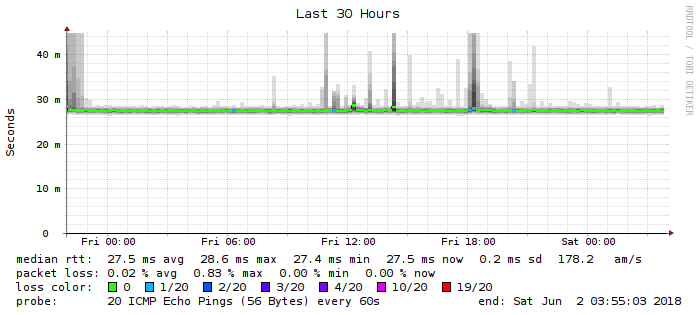 Last 30 Hours
RRDTOOL / TOBI OETIKER
Seconds
40 m
30 m
20 m
10 m
0
Fri 00:00 Fri 06:00 Fri 12:00 Fri 18:00 Sat 00:00
median rtt: 27.5 ms avg 28.6 ms max 27.4 ms min 27.5 ms now 0.2 ms sd 178.2 am/s
packet loss: 0.02 % avg 0.83 % max 0.00 % min 0.00 % now
loss color: 0 1/20 2/20 3/20 4/20 10/20 19/20
probe: 20 ICMP Echo Pings (56 Bytes) every 60s end: Sat Jun 2 03:55:03 2018